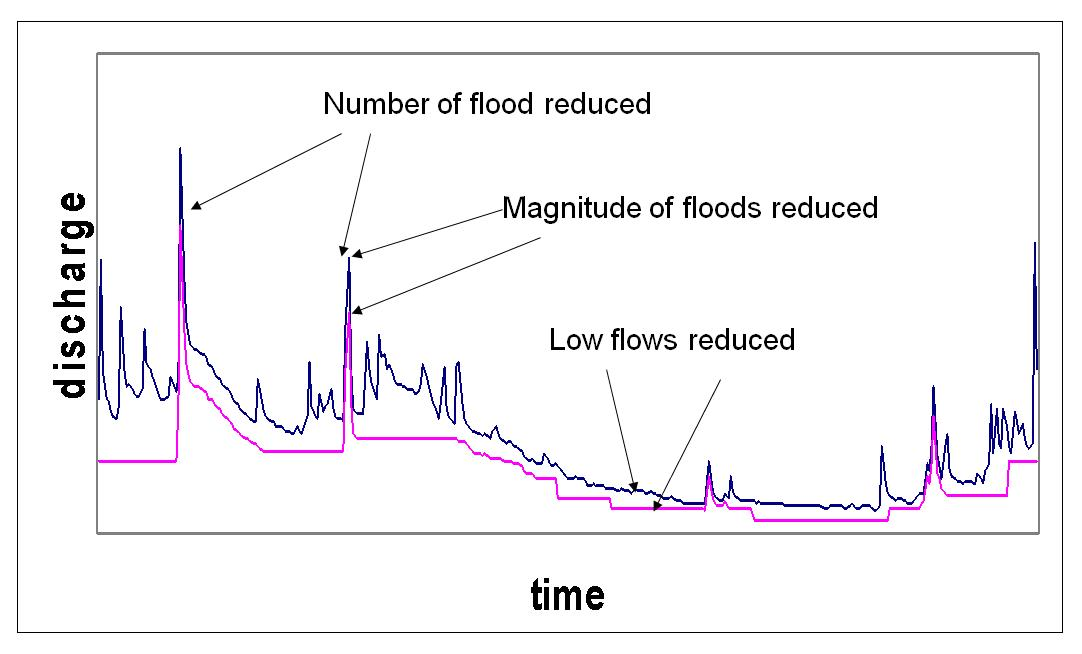 Number of flood reduced
Magnitude of floods reduced
Low flows reduced
discharge
time